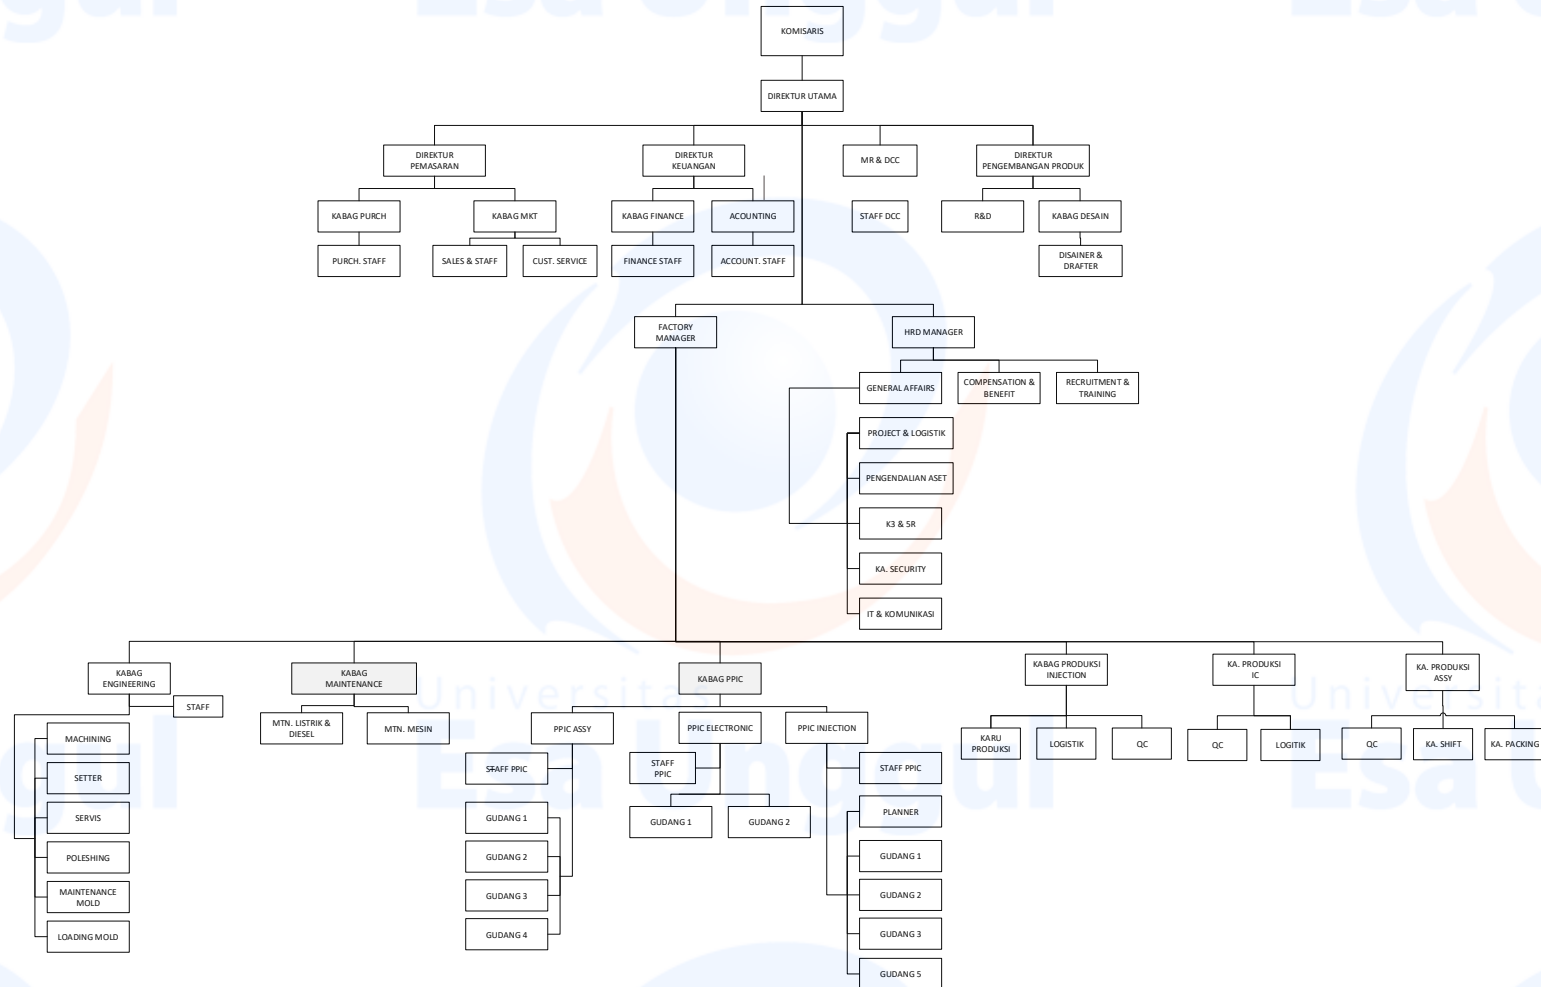 KOMISARIS
DIREKTUR UTAMA
DIREKTUR
PEMASARAN
DIREKTUR
KEUANGAN
MR & DCC
DIREKTUR
PENGEMBANGAN PRODUK
KABAG PURCH
KABAG MKT
KABAG FINANCE
ACOUNTING
STAFF DCC
R&D
KABAG DESAIN
PURCH. STAFF
SALES & STAFF
CUST. SERVICE
FINANCE STAFF
ACCOUNT. STAFF
DISAINER &
DRAFTER
FACTORY
MANAGER
HRD MANAGER
GENERAL AFFAIRS
COMPENSATION &
BENEFIT
RECRUITMENT &
TRAINING
PROJECT & LOGISTIK
PENGENDALIAN ASET
K3 & 5R
KA. SECURITY
IT & KOMUNIKASI
KABAG
ENGINEERING
STAFF
MACHINING
SETTER
SERVIS
POLESHING
MAINTENANCE
MOLD
LOADING MOLD
KABAG
MAINTENANCE
MTN. LISTRIK &
DIESEL
MTN. MESIN
KABAG PPIC
PPIC ASSY
STAFF PPIC
GUDANG 1
GUDANG 2
GUDANG 3
GUDANG 4
PPIC ELECTRONIC
STAFF
PPIC
GUDANG 1
GUDANG 2
PPIC INJECTION
STAFF PPIC
PLANNER
GUDANG 1
GUDANG 2
GUDANG 3
GUDANG 5
KABAG PRODUKSI
INJECTION
KARU
PRODUKSI
LOGISTIK
QC
KA. PRODUKSI
IC
QC
LOGITIK
KA. PRODUKSI
ASSY
QC
KA. SHIFT
KA. PACKING
Esa Unggul
Universitas
Esa Unggul